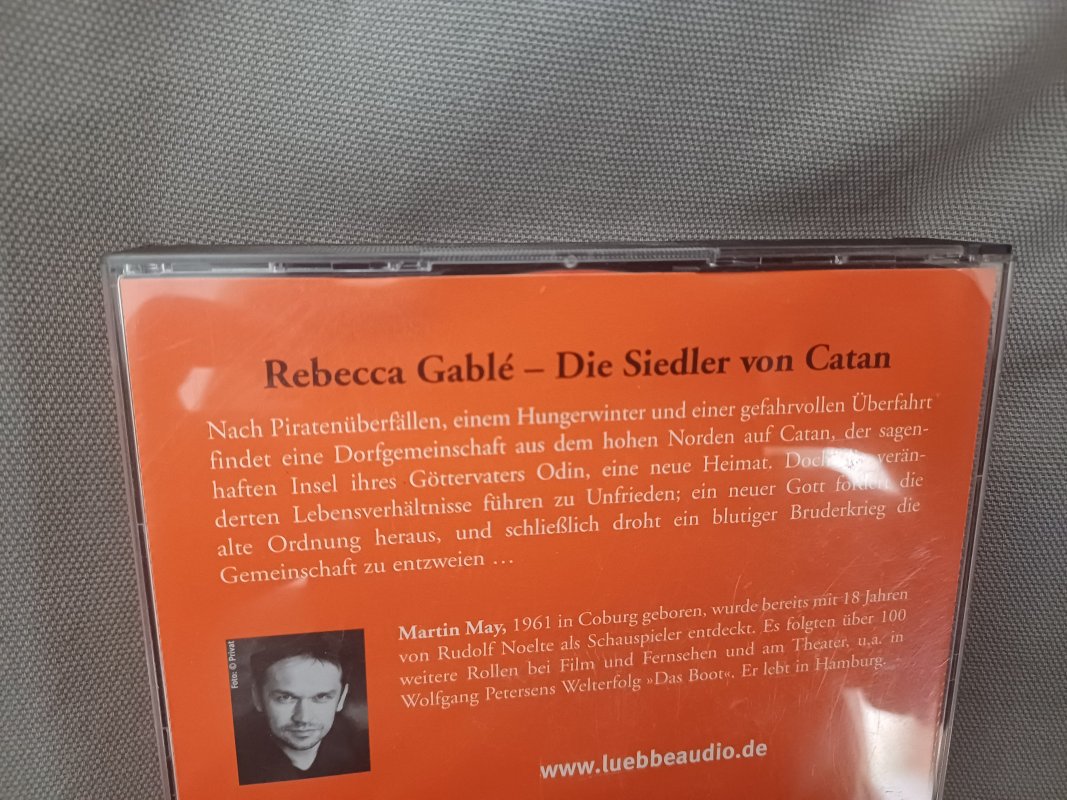 Rebecca Gablé – Die Siedler von Catan
Nach Piratenüberfällen, einem Hungerwinter und einer gefahrvollen Überfahrt
findet eine Dorfgemeinschaft aus dem hohen Norden auf Catan, der sagen-
haften Insel ihres Göttervaters Odin, eine neue Heimat. Doch die verän-
derten Lebensverhältnisse führen zu Unfrieden; ein neuer Gott fordert die
alte Ordnung heraus, und schließlich droht ein blutiger Bruderkrieg die
Gemeinschaft zu entzweien ...
Foto: © Privat
Martin May, 1961 in Coburg geboren, wurde bereits mit 18 Jahren
von Rudolf Noelte als Schauspieler entdeckt. Es folgten über 100
weitere Rollen bei Film und Fernsehen und am Theater, u.a. in
Wolfgang Petersens Welterfolg »Das Boot«. Er lebt in Hamburg.
www.luebbeaudio.de